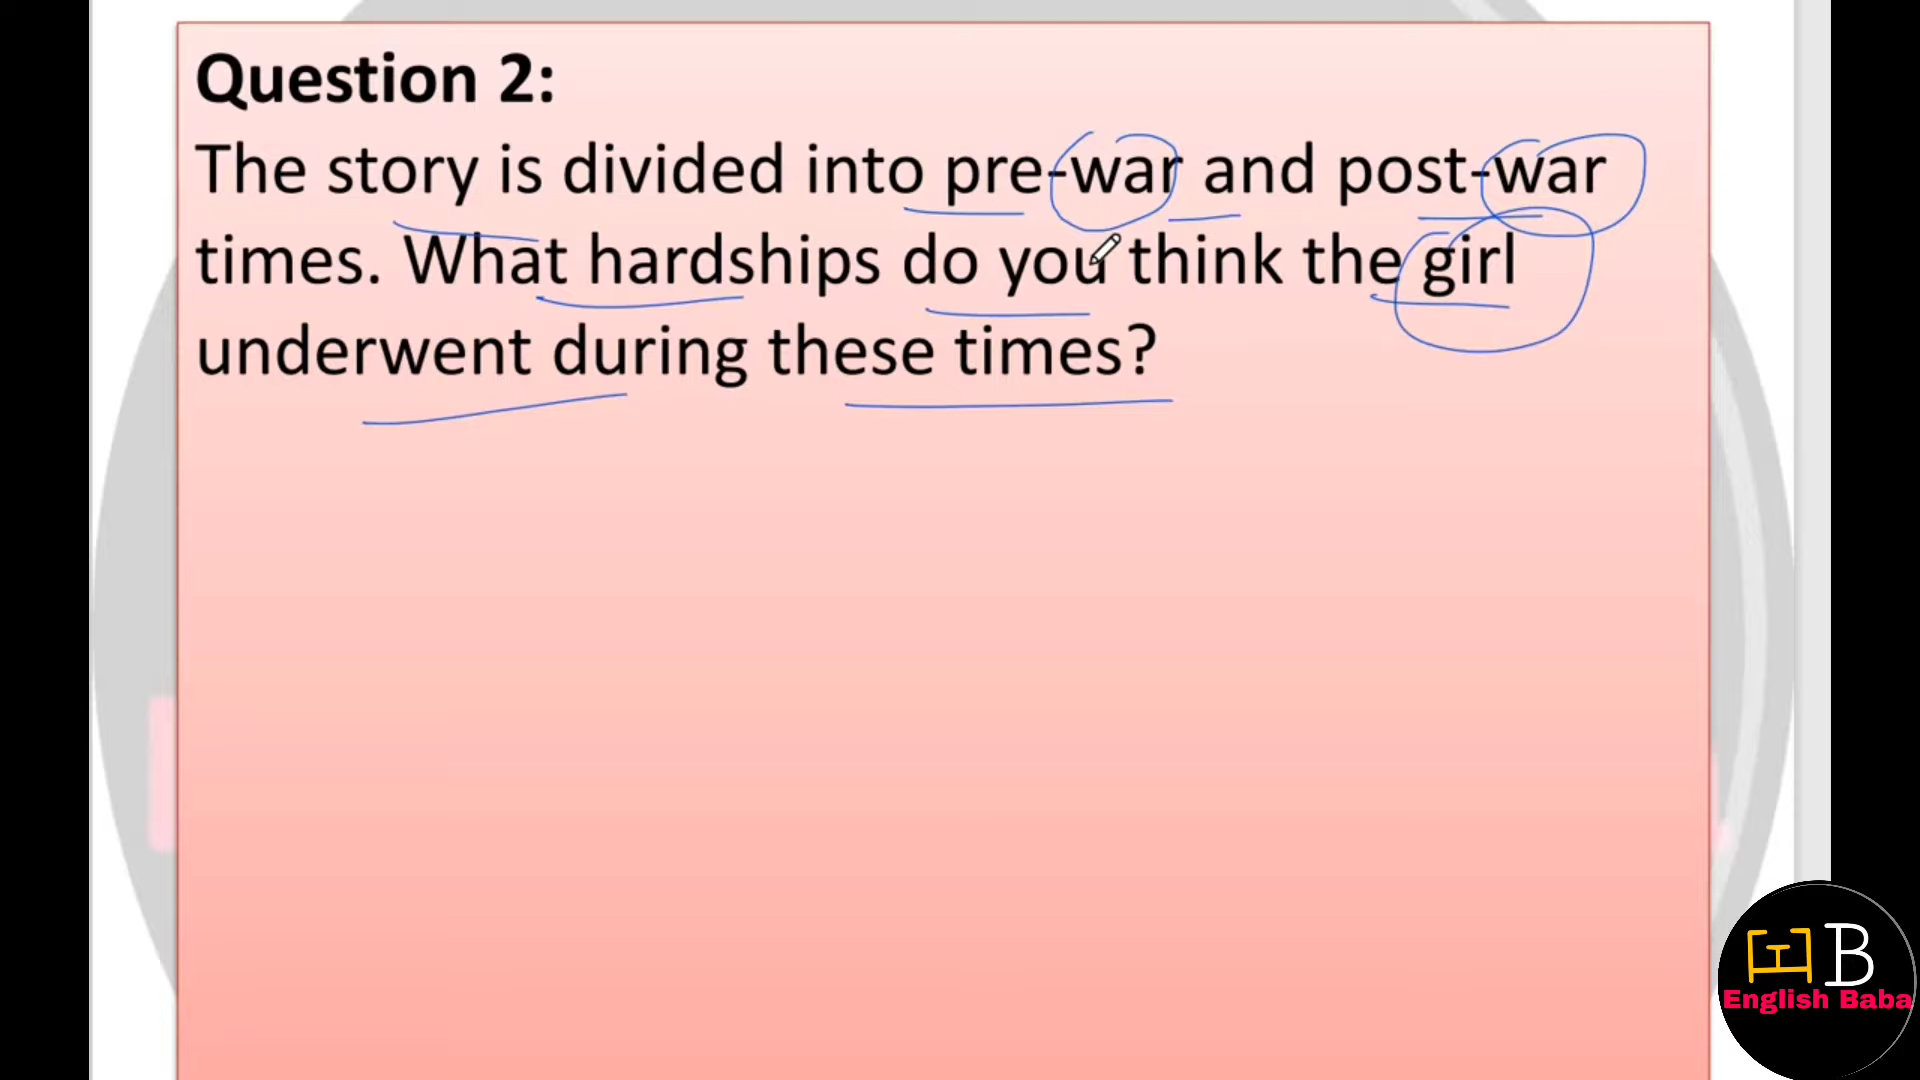 Question 2:
The story is divided into pre-war and post-war
times. What hardships do you think the girl
underwent during these times?
EB
English Baba